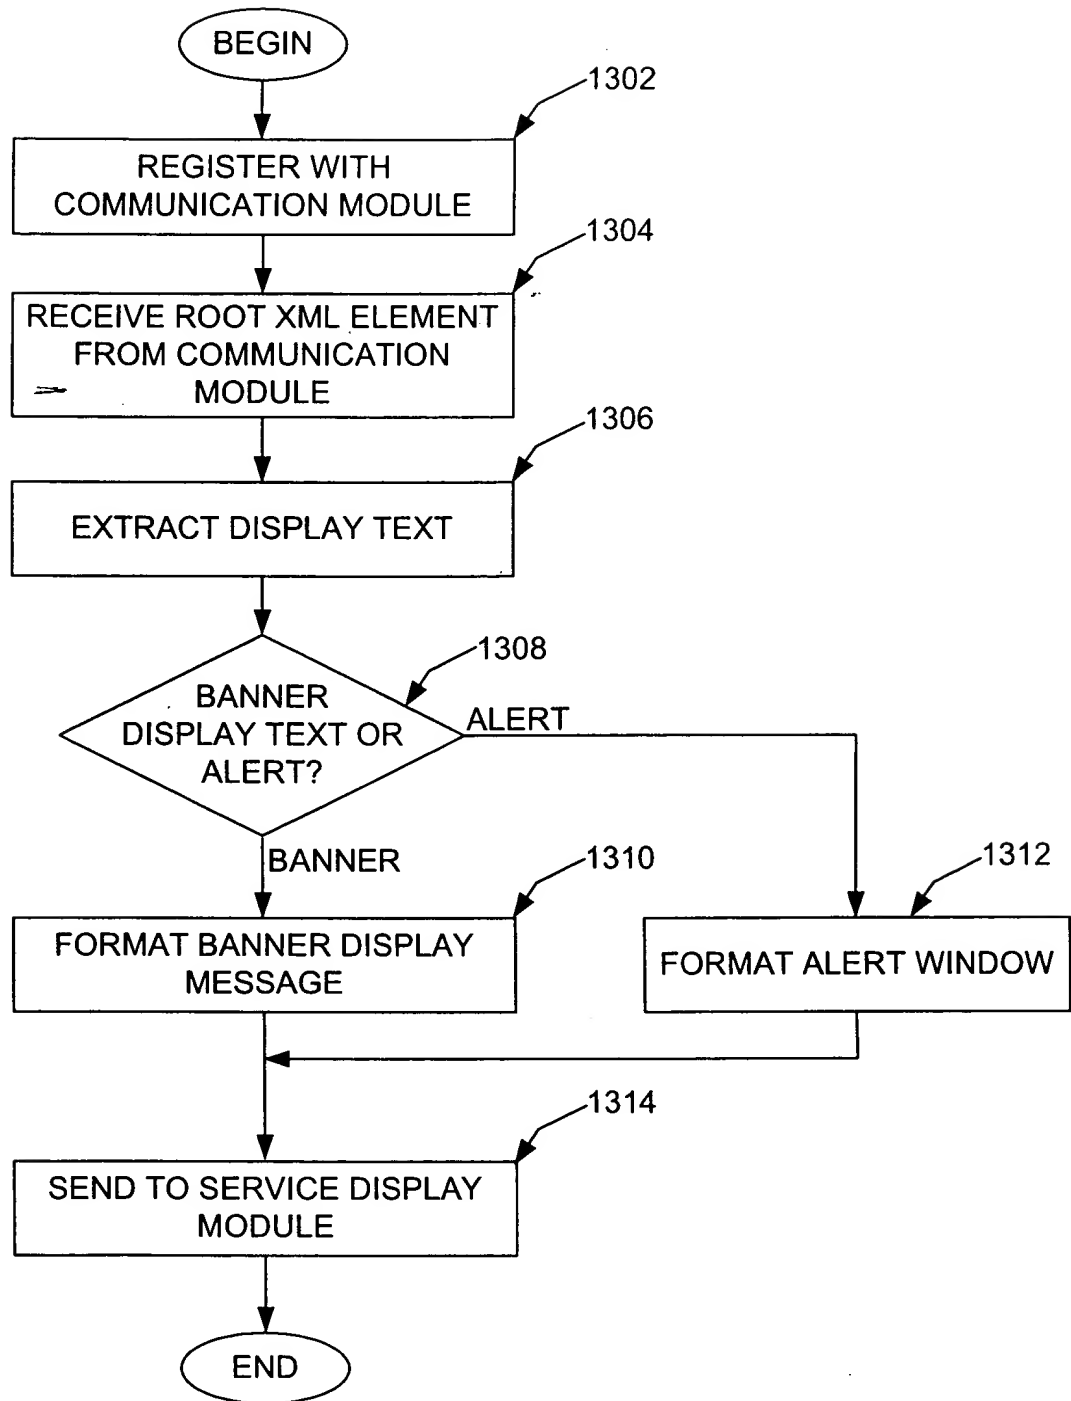 BEGIN
1302
REGISTER WITH
COMMUNICATION MODULE
1304
RECEIVE ROOT XML ELEMENT
FROM COMMUNICATION
MODULE
1306
EXTRACT DISPLAY TEXT
1308
BANNER
DISPLAY TEXT OR
ALERT?
ALERT
BANNER
1310
1312
FORMAT BANNER DISPLAY
MESSAGE
FORMAT ALERT WINDOW
1314
SEND TO SERVICE DISPLAY
MODULE
END